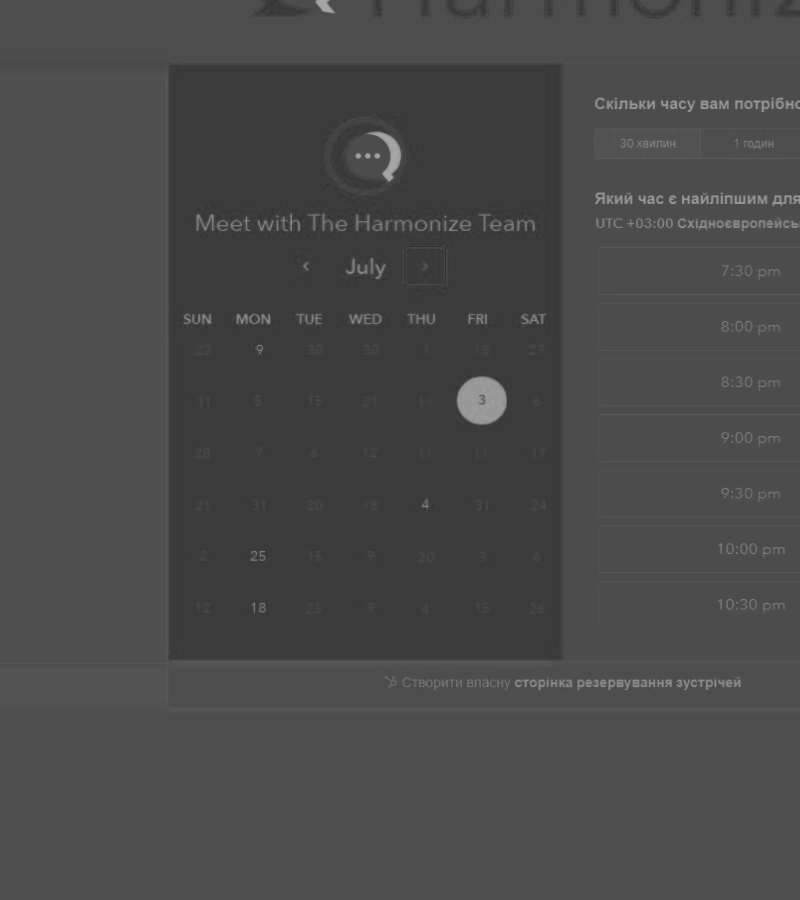 Harmoniz
Meet with The Harmonize Team
‹ July ›
SUN MON TUE WED THU FRI SAT
22 9 30 30 1 18 27
31 5 15 21 11 3 6
28 7 6 12 11 11 17
21 31 20 18 4 31 24
2 25 15 9 20 3 6
12 18 25 9 4 15 26
Скільки часу вам потрібно
30 хвилин 1 годин
Який час є найліпшим для
UTC +03:00 Східноєвропейсь
7:30 pm
8:00 pm
8:30 pm
9:00 pm
9:30 pm
10:00 pm
10:30 pm
Створити власну сторінка резервування зустрічей